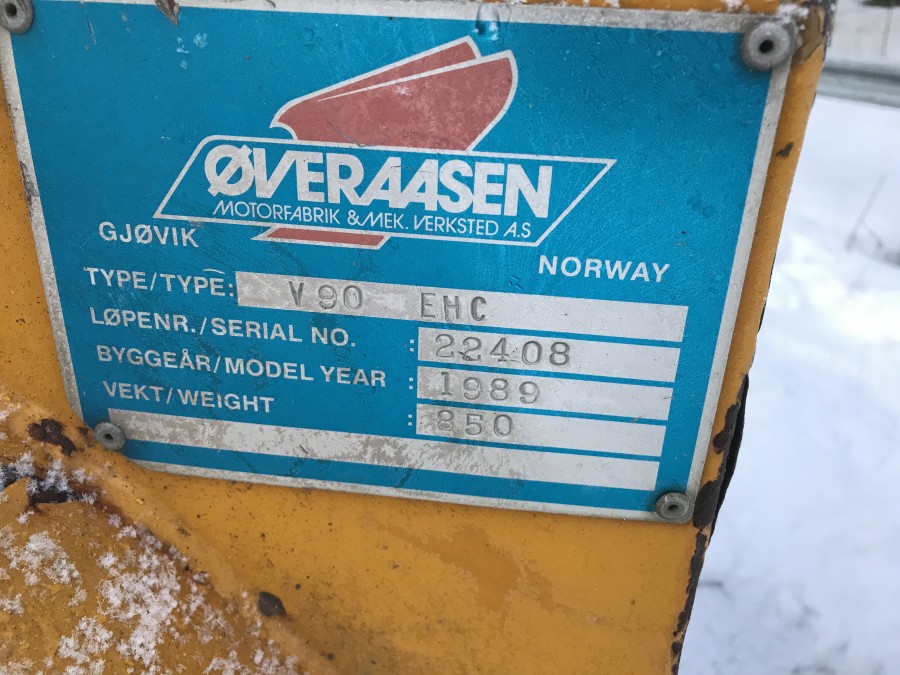 ØVERAASEN
MOTORFABRIK & MEK. VERKSTED A.S
GJØVIK
NORWAY
TYPE/TYPE: V 90 EHC
LØPENR./SERIAL NO. : 22408
BYGGEÅR/MODEL YEAR : 1989
VEKT/WEIGHT : 850